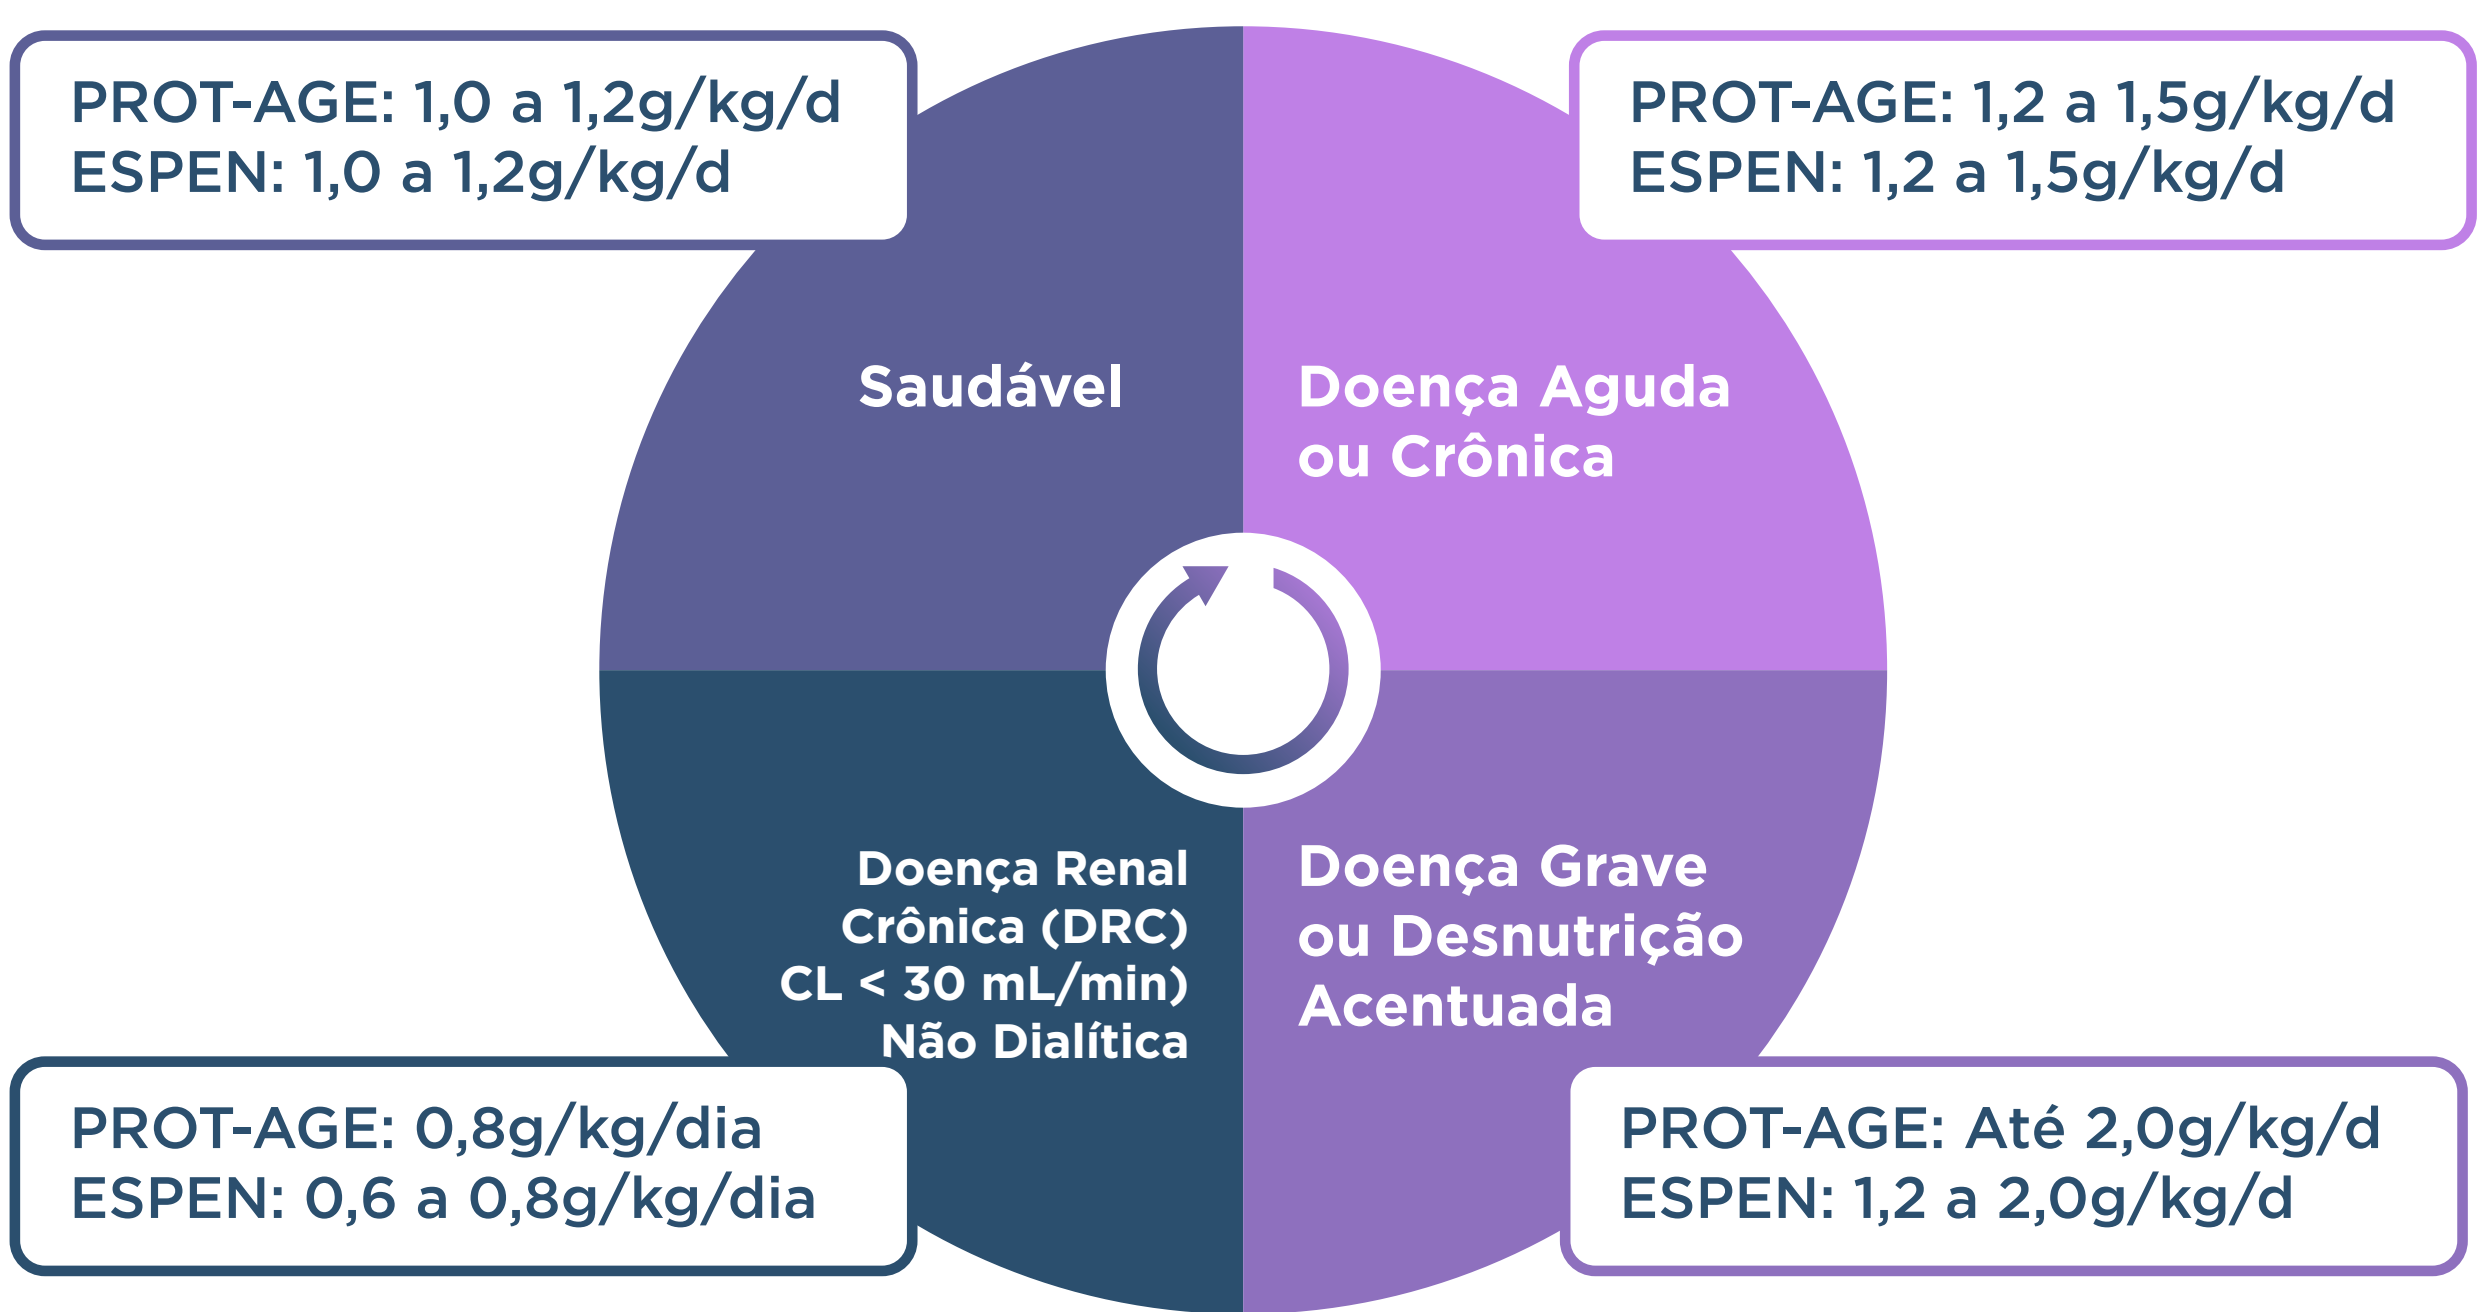 PROT-AGE: 1,0 a 1,2g/kg/d
ESPEN: 1,0 a 1,2g/kg/d
PROT-AGE: 1,2 a 1,5g/kg/d
ESPEN: 1,2 a 1,5g/kg/d
Saudável
Doença Aguda
ou Crônica
Doença Renal
Crônica (DRC)
CL < 30 mL/min)
Não Dialítica
Doença Grave
ou Desnutrição
Acentuada
PROT-AGE: 0,8g/kg/dia
ESPEN: 0,6 a 0,8g/kg/dia
PROT-AGE: Até 2,0g/kg/d
ESPEN: 1,2 a 2,0g/kg/d